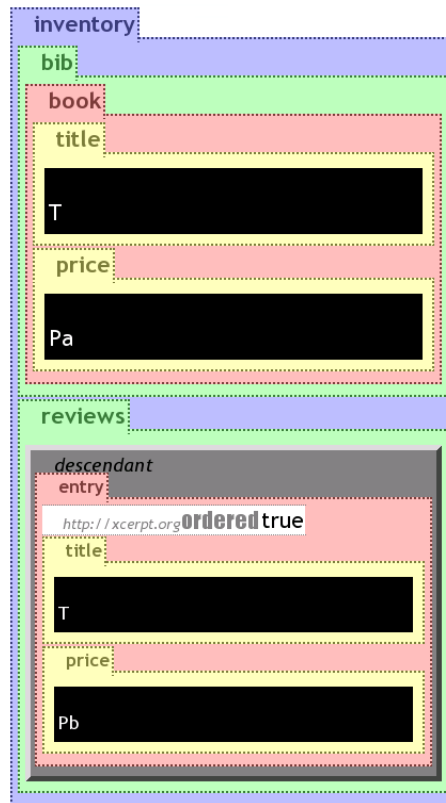 inventory
bib
book
title
T
price
Pa
reviews
descendant
entry
http://xcerpt.org ordered true
title
T
price
Pb